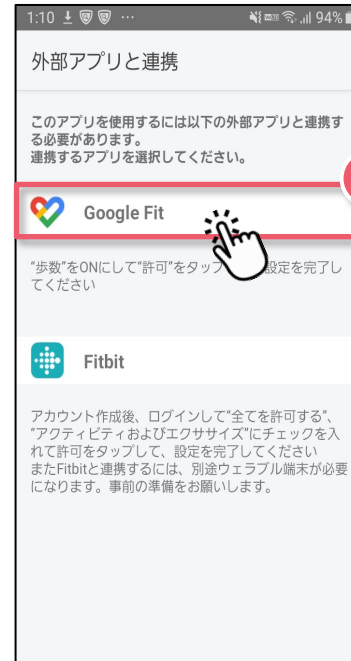 1:10 94%
外部アプリと連携
このアプリを使用するには以下の外部アプリと連携す
る必要があります。
連携するアプリを選択してください。
Google Fit
“歩数”をONにして“許可”をタップ 設定を完了し
てください
Fitbit
アカウント作成後、ログインして“全てを許可する”、
“アクティビティおよびエクササイズ”にチェックを入
れて許可をタップして、設定を完了してください
またFitbitと連携するには、別途ウェラブル端末が必要
になります。事前の準備をお願いします。